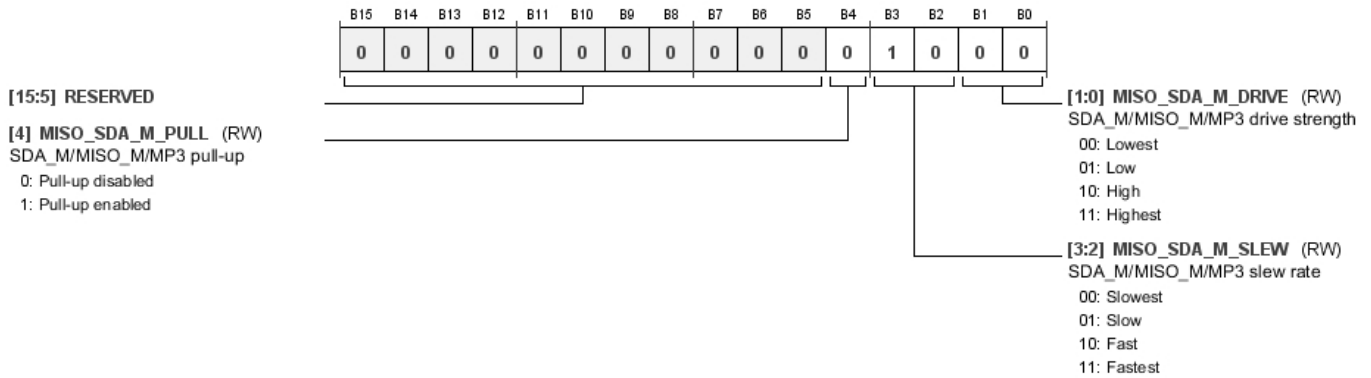 B15 B14 B13 B12 B11 B10 B9 B8 B7 B6 B5 B4 B3 B2 B1 B0
0 0 0 0 0 0 0 0 0 0 0 0 1 0 0 0
[15:5] RESERVED
[4] MISO_SDA_M_PULL (RW)
SDA_M/MISO_M/MP3 pull-up
0: Pull-up disabled
1: Pull-up enabled
[1:0] MISO_SDA_M_DRIVE (RW)
SDA_M/MISO_M/MP3 drive strength
00: Lowest
01: Low
10: High
11: Highest
[3:2] MISO_SDA_M_SLEW (RW)
SDA_M/MISO_M/MP3 slew rate
00: Slowest
01: Slow
10: Fast
11: Fastest